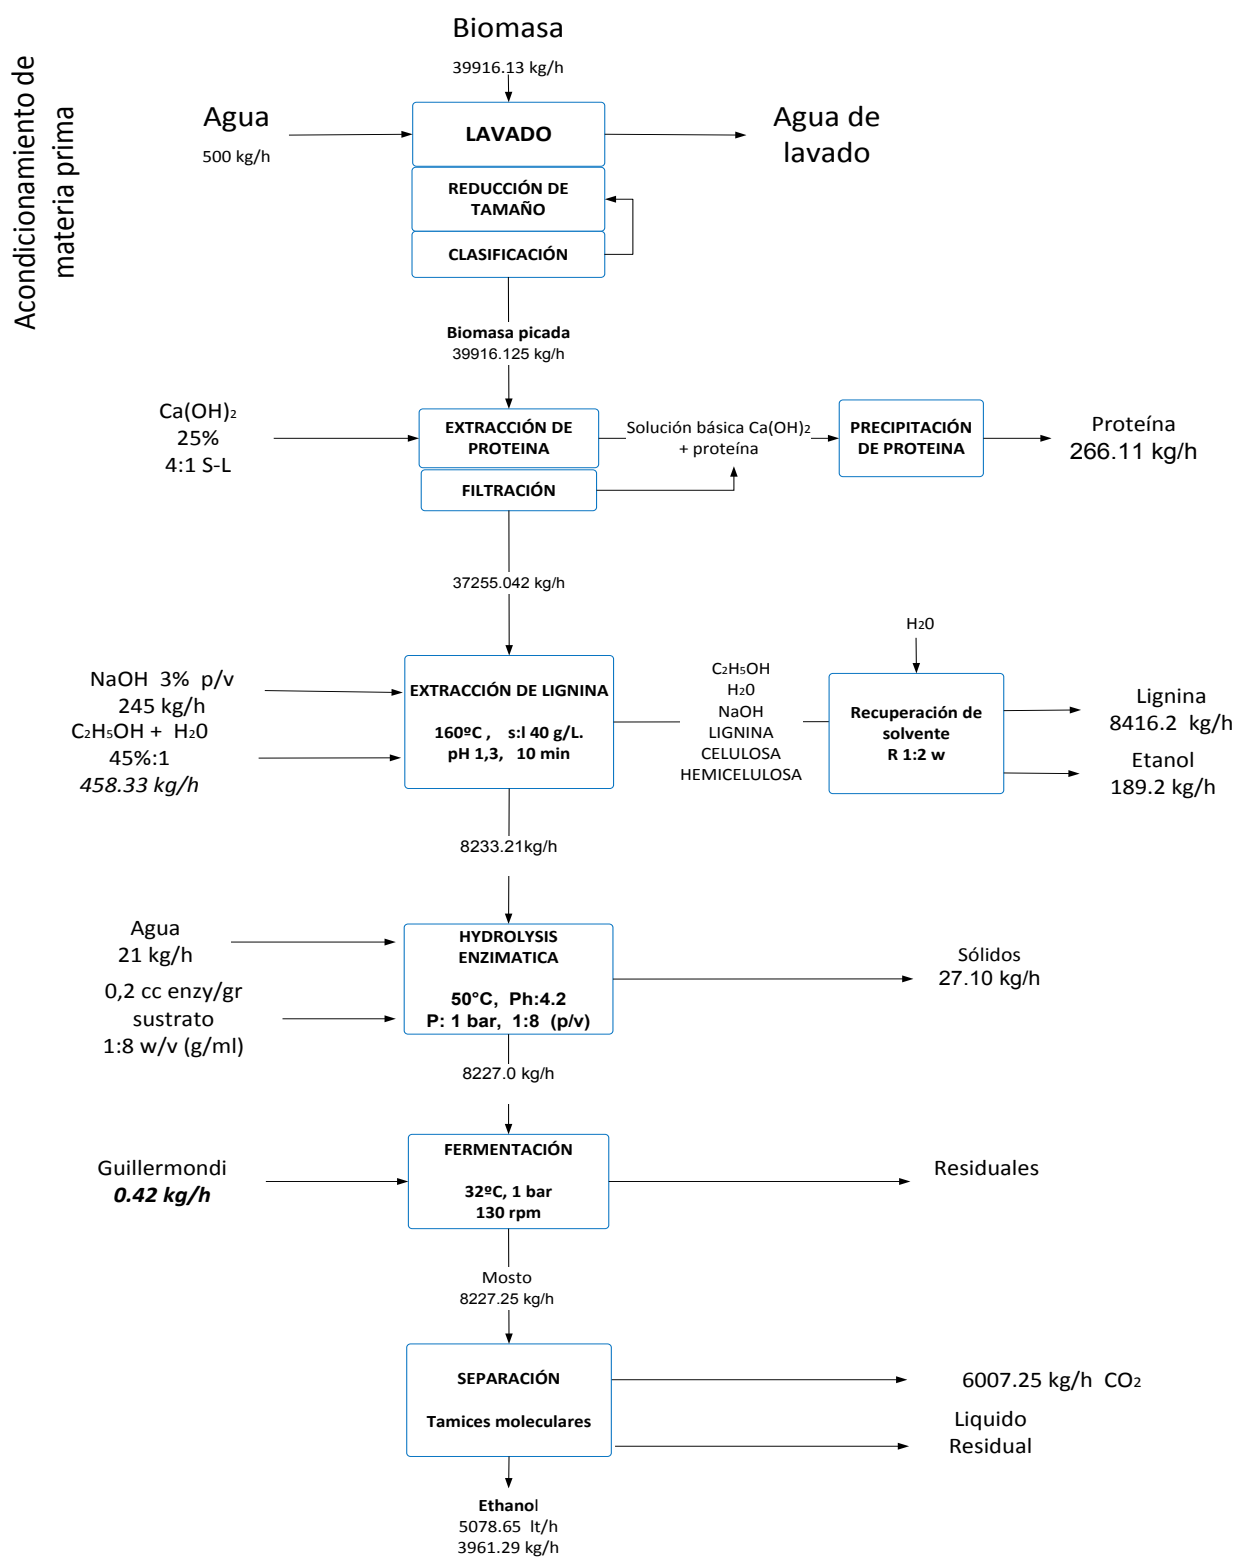 Acondicionamiento de
materia prima
Biomasa
39916.13 kg/h
Agua
500 kg/h
LAVADO
Agua de
lavado
REDUCCIÓN DE
TAMAÑO
CLASIFICACIÓN
Biomasa picada
39916.125 kg/h
Ca(OH)2
25%
4:1 S-L
EXTRACCIÓN DE
PROTEINA
FILTRACIÓN
Solución básica Ca(OH)2
+ proteína
PRECIPITACIÓN
DE PROTEINA
Proteína
266.11 kg/h
37255.042 kg/h
NaOH 3% p/v
245 kg/h
C2H5OH + H20
45%:1
458.33 kg/h
EXTRACCIÓN DE LIGNINA
160ºC , s:l 40 g/L.
pH 1,3, 10 min
C2H5OH
H20
NaOH
LIGNINA
CELULOSA
HEMICELULOSA
H20
Recuperación de
solvente
R 1:2 w
Lignina
8416.2 kg/h
Etanol
189.2 kg/h
8233.21kg/h
Agua
21 kg/h
0,2 cc enzy/gr
sustrato
1:8 w/v (g/ml)
HYDROLYSIS
ENZIMATICA
50°C, Ph:4.2
P: 1 bar, 1:8 (p/v)
Sólidos
27.10 kg/h
8227.0 kg/h
Guillermondi
0.42 kg/h
FERMENTACIÓN
32ºC, 1 bar
130 rpm
Residuales
Mosto
8227.25 kg/h
SEPARACIÓN
Tamices moleculares
6007.25 kg/h CO2
Liquido
Residual
Ethanol
5078.65 lt/h
3961.29 kg/h